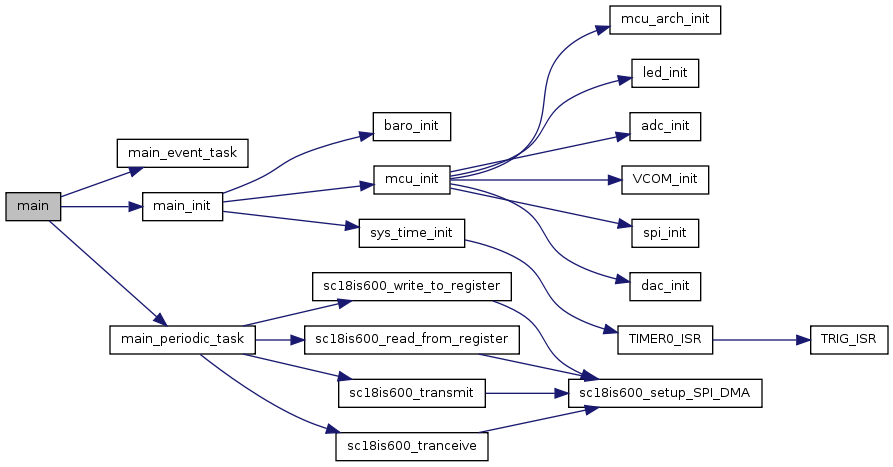 main
main_event_task
main_init
main_periodic_task
baro_init
mcu_init
sys_time_init
sc18is600_write_to_register
sc18is600_read_from_register
sc18is600_transmit
sc18is600_tranceive
mcu_arch_init
led_init
adc_init
VCOM_init
spi_init
dac_init
TIMER0_ISR
sc18is600_setup_SPI_DMA
TRIG_ISR